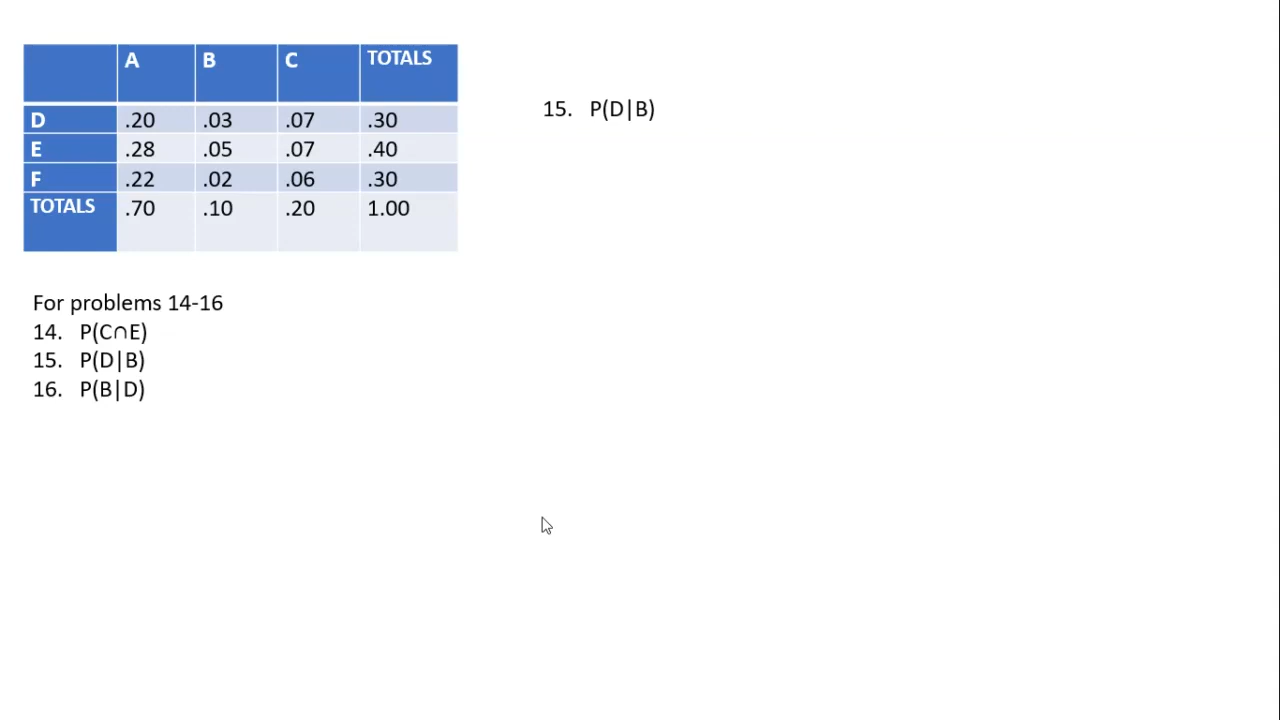 A B C TOTALS
D .20 .03 .07 .30
E .28 .05 .07 .40
F .22 .02 .06 .30
TOTALS .70 .10 .20 1.00
15. P(D|B)
For problems 14-16
14. P(C∩E)
15. P(D|B)
16. P(B|D)